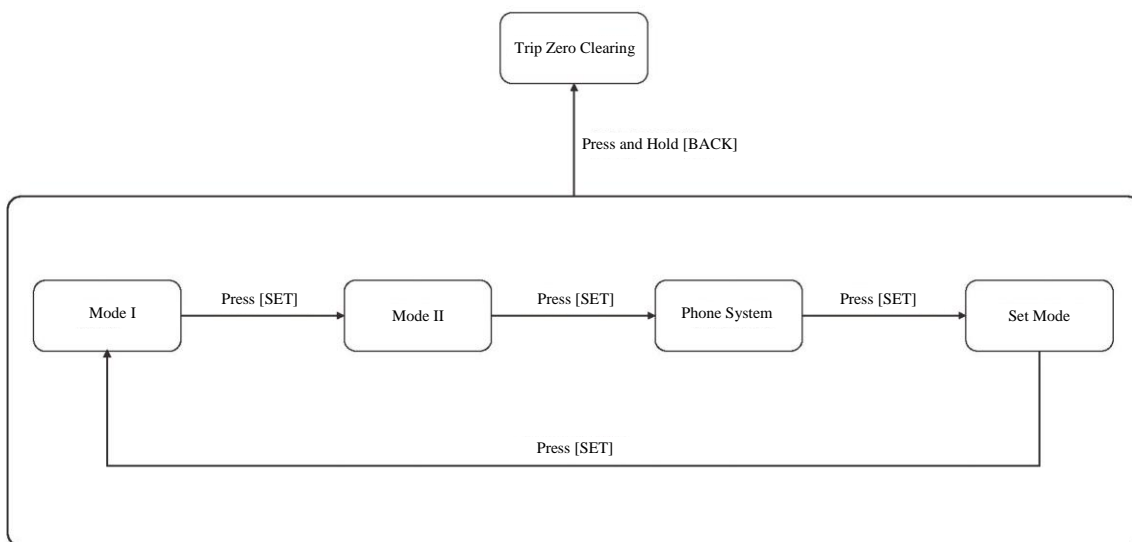 Trip Zero Clearing
Press and Hold [BACK]
Mode I
Press [SET]
Mode II
Press [SET]
Phone System
Press [SET]
Set Mode
Press [SET]